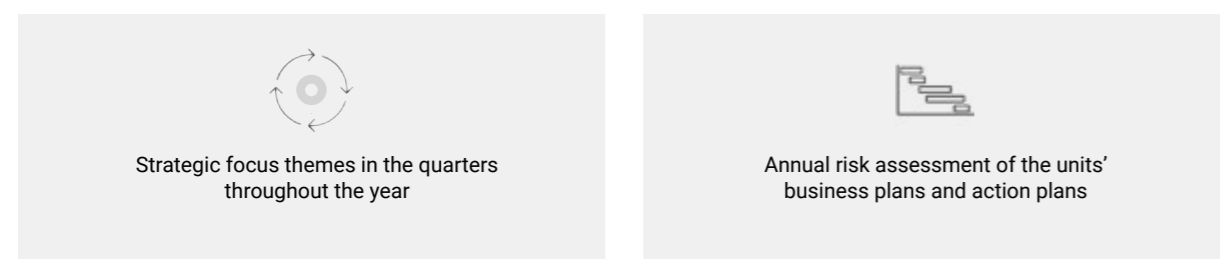 Strategic focus themes in the quarters
throughout the year
Annual risk assessment of the units’
business plans and action plans